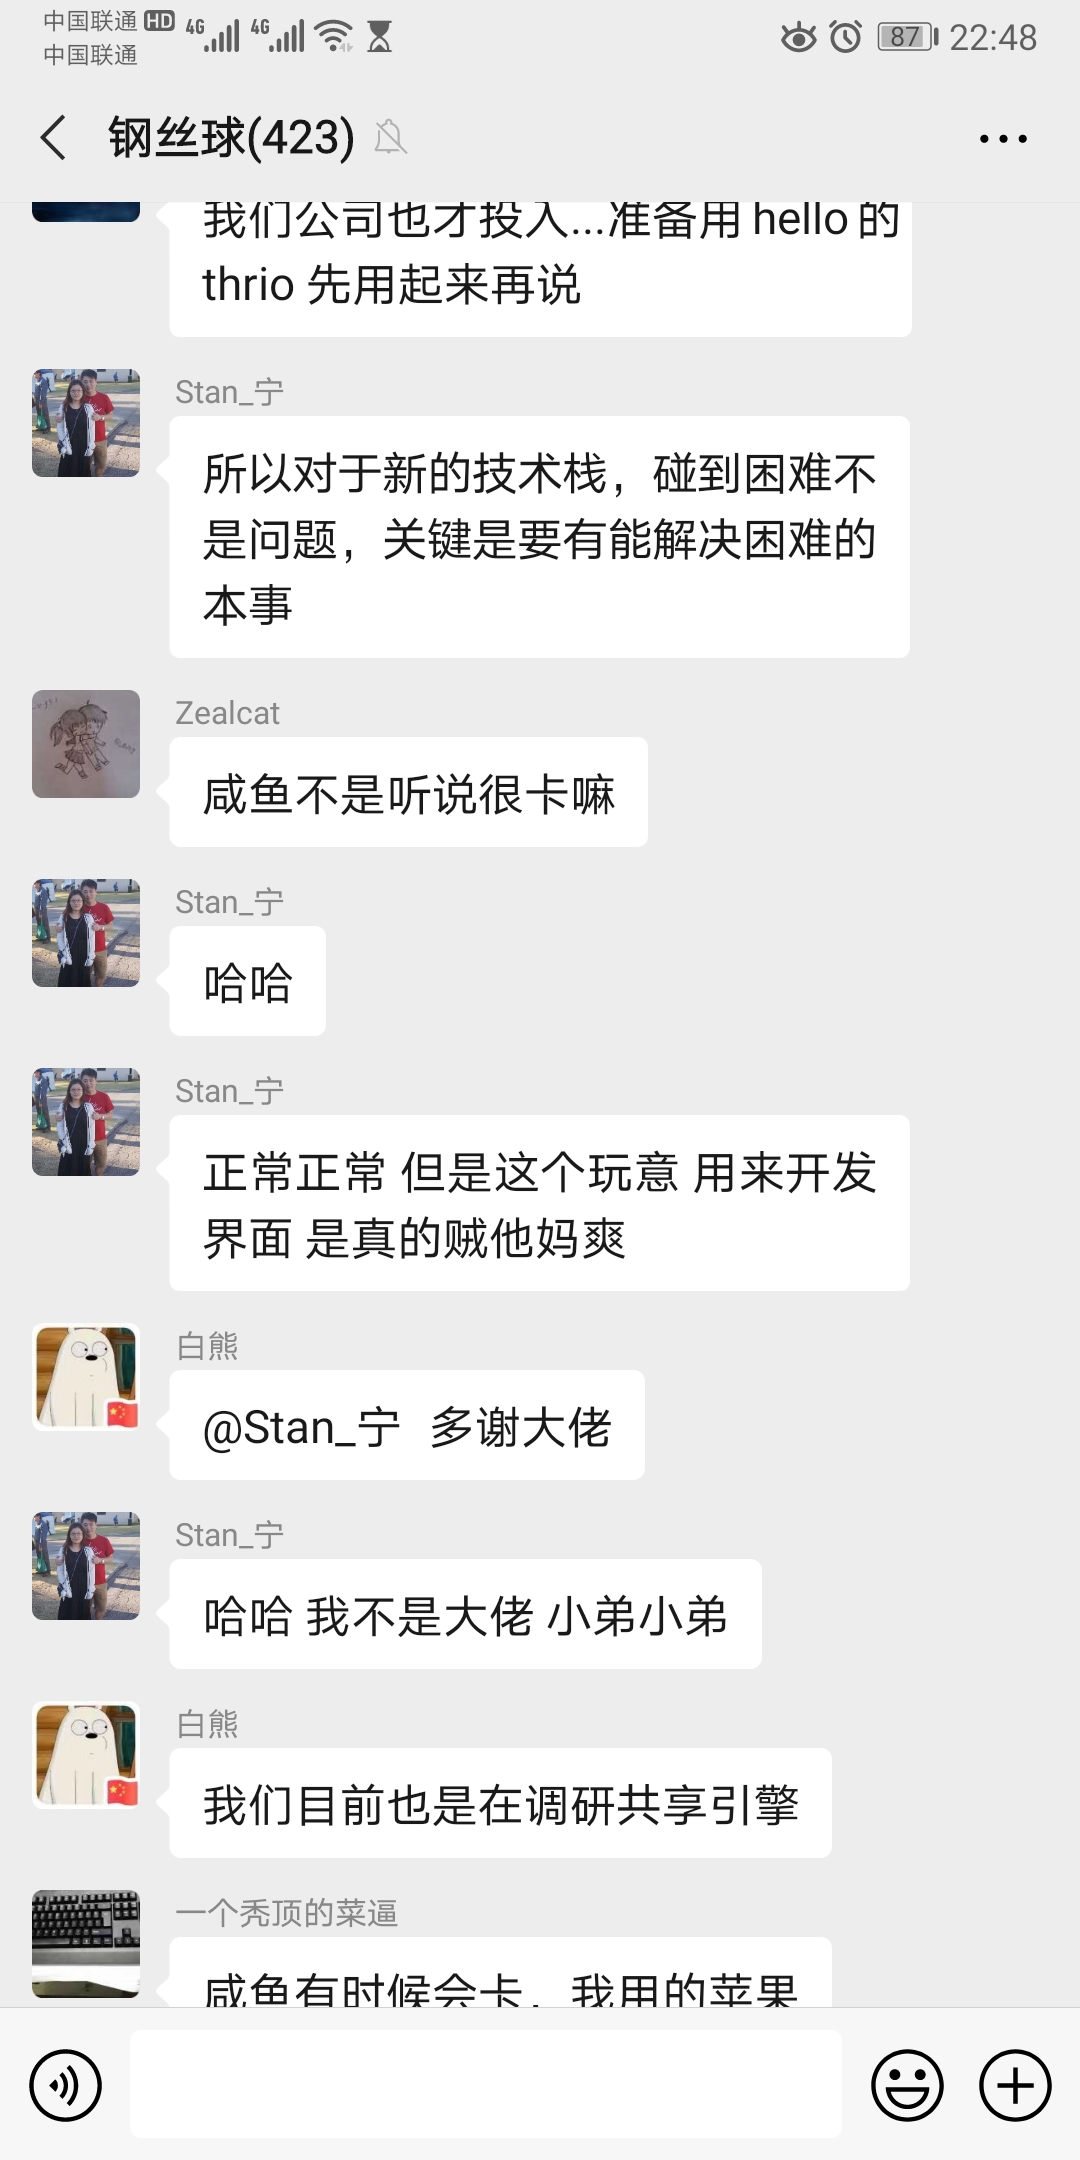 中国联通 HD 4G 4G 87 22:48
中国联通
钢丝球(423)
...
我们公司也才投入...准备用 hello 的
thrio 先用起来再说
Stan_宁
所以对于新的技术栈，碰到困难不
是问题，关键是要有能解决困难的
本事
Zealcat
咸鱼不是听说很卡嘛
Stan_宁
哈哈
Stan_宁
正常正常 但是这个玩意 用来开发
界面 是真的贼他妈爽
白熊
@Stan_宁 多谢大佬
Stan_宁
哈哈 我不是大佬 小弟小弟
白熊
我们目前也是在调研共享引擎
一个秃顶的菜逼
咸鱼有时候会卡，我用的苹果